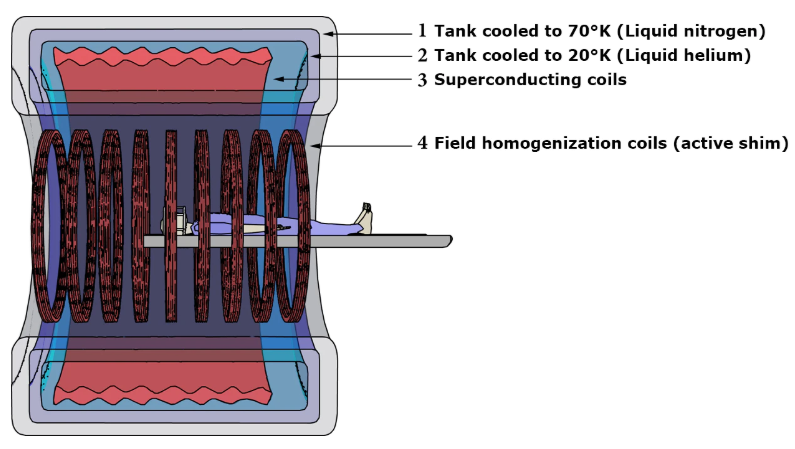 1 Tank cooled to 70°K (Liquid nitrogen)
2 Tank cooled to 20°K (Liquid helium)
3 Superconducting coils
4 Field homogenization coils (active shim)